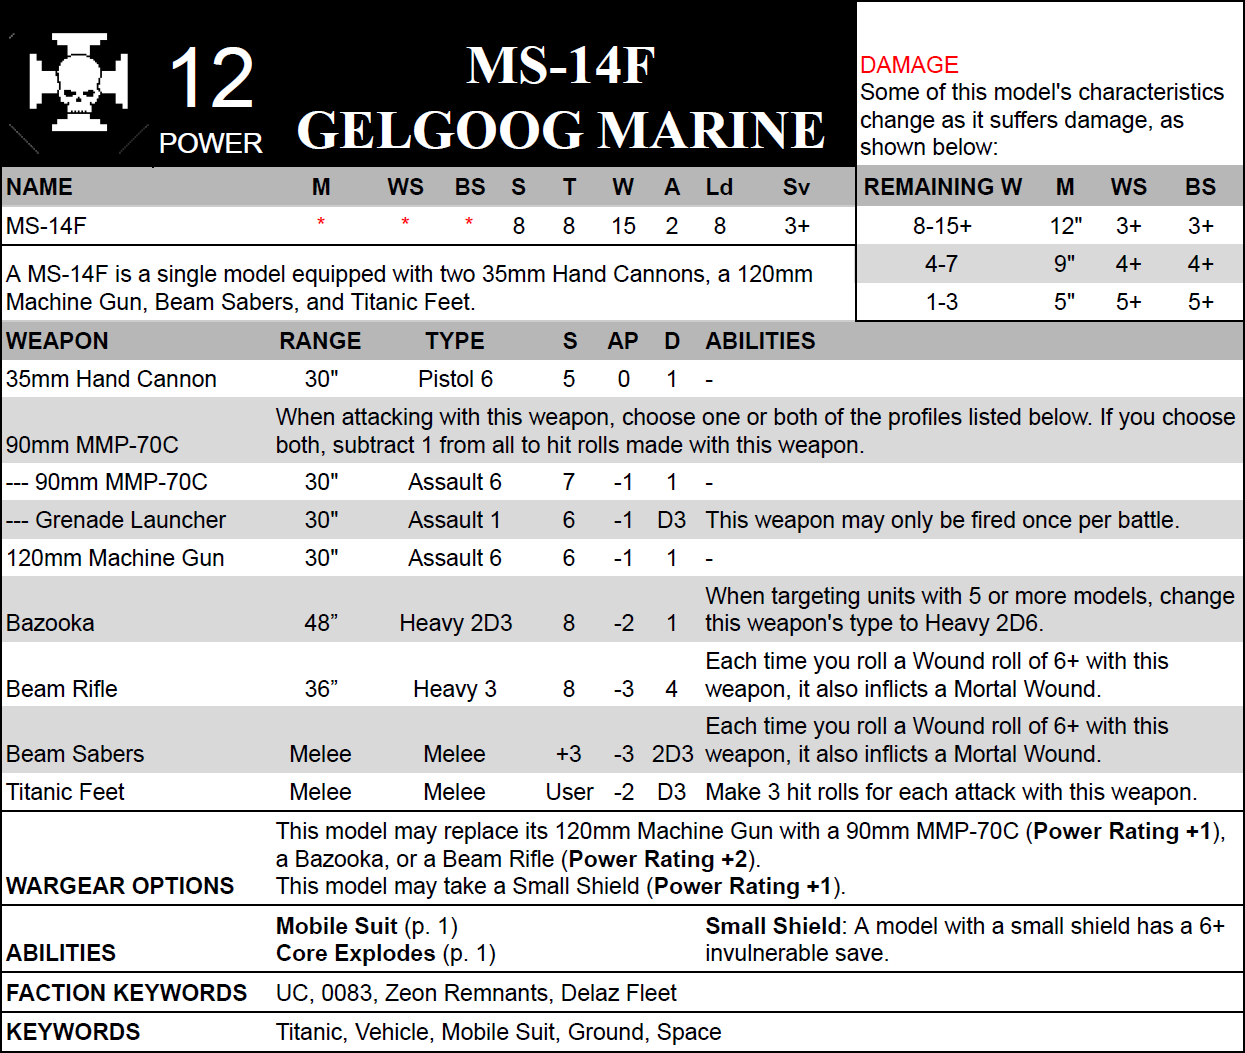 12
POWER
MS-14F
GELGOOG MARINE
DAMAGE
Some of this model's characteristics
change as it suffers damage, as
shown below:
NAME M WS BS S T W A Ld Sv
MS-14F * * * 8 8 15 2 8 3+
REMAINING W M WS BS
8-15+ 12" 3+ 3+
4-7 9" 4+ 4+
1-3 5" 5+ 5+
A MS-14F is a single model equipped with two 35mm Hand Cannons, a 120mm
Machine Gun, Beam Sabers, and Titanic Feet.
WEAPON RANGE TYPE S AP D ABILITIES
35mm Hand Cannon 30" Pistol 6 5 0 1 -
When attacking with this weapon, choose one or both of the profiles listed below. If you choose
90mm MMP-70C both, subtract 1 from all to hit rolls made with this weapon.
--- 90mm MMP-70C 30" Assault 6 7 -1 1 -
--- Grenade Launcher 30" Assault 1 6 -1 D3 This weapon may only be fired once per battle.
120mm Machine Gun 30" Assault 6 6 -1 1 -
When targeting units with 5 or more models, change
Bazooka 48” Heavy 2D3 8 -2 1 this weapon's type to Heavy 2D6.
Each time you roll a Wound roll of 6+ with this
Beam Rifle 36” Heavy 3 8 -3 4 weapon, it also inflicts a Mortal Wound.
Each time you roll a Wound roll of 6+ with this
Beam Sabers Melee Melee +3 -3 2D3 weapon, it also inflicts a Mortal Wound.
Titanic Feet Melee Melee User -2 D3 Make 3 hit rolls for each attack with this weapon.
This model may replace its 120mm Machine Gun with a 90mm MMP-70C (Power Rating +1),
a Bazooka, or a Beam Rifle (Power Rating +2).
WARGEAR OPTIONS This model may take a Small Shield (Power Rating +1).
Mobile Suit (p. 1) Small Shield: A model with a small shield has a 6+
ABILITIES Core Explodes (p. 1) invulnerable save.
FACTION KEYWORDS UC, 0083, Zeon Remnants, Delaz Fleet
KEYWORDS Titanic, Vehicle, Mobile Suit, Ground, Space